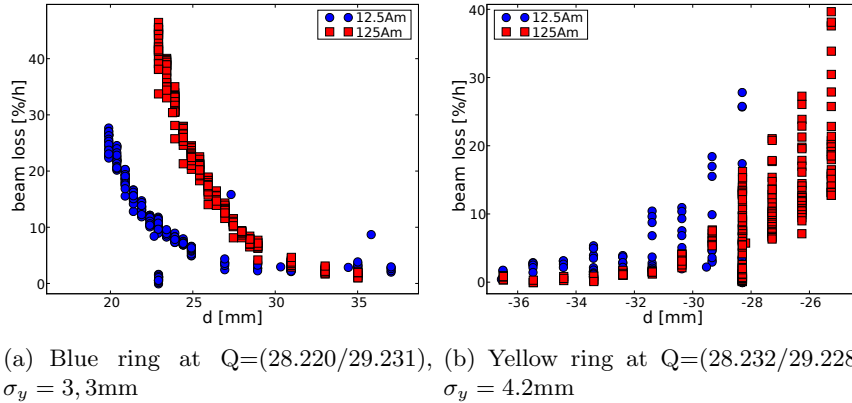 12.5Am
125Am
beam loss [%/h]
40
30
20
10
0
20
25
30
35
d [mm]
12.5Am
125Am
beam loss [%/h]
40
30
20
10
0
-36
-34
-32
-30
-28
-26
d [mm]
(a) Blue ring at Q=(28.220/29.231),
σy = 3, 3mm
(b) Yellow ring at Q=(28.232/29.228
σy = 4.2mm